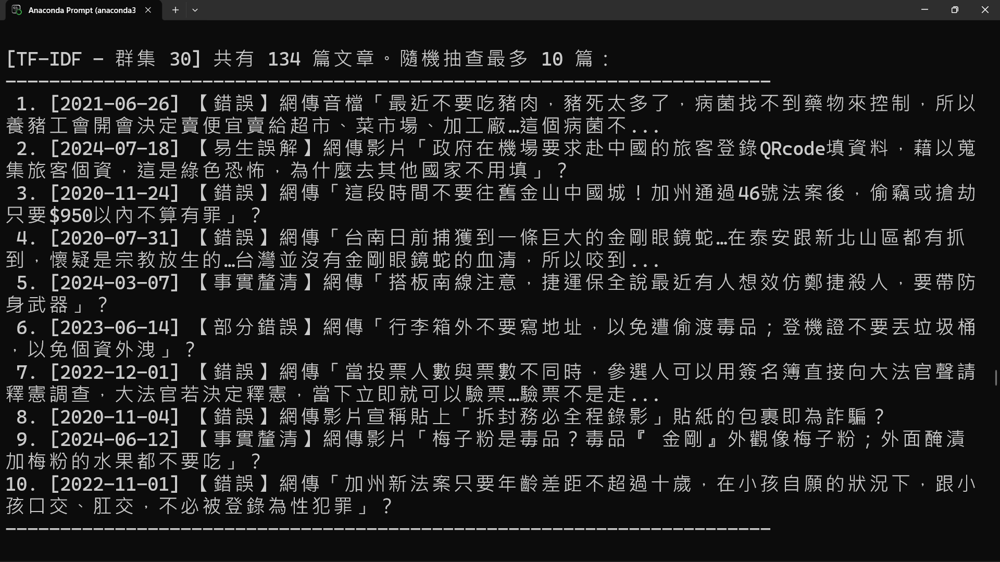 Anaconda Prompt (anaconda3
[TF-IDF - 群集 30] 共有 134 篇文章。隨機抽查最多 10 篇：
----------------------------------------------------------------------
1. [2021-06-26] 【錯誤】網傳音檔「最近不要吃豬肉，豬死太多了，病菌找不到藥物來控制，所以
養豬工會開會決定賣便宜賣給超市、菜市場、加工廠…這個病菌不...
2. [2024-07-18] 【易生誤解】網傳影片「政府在機場要求赴中國的旅客登錄QRcode填資料，藉以蒐
集旅客個資，這是綠色恐怖，為什麼去其他國家不用填」？
3. [2020-11-24] 【錯誤】網傳「這段時間不要往舊金山中國城！加州通過46號法案後，偷竊或搶劫
只要$950以內不算有罪」？
4. [2020-07-31] 【錯誤】網傳「台南日前捕獲到一條巨大的金剛眼鏡蛇…在泰安跟新北山區都有抓
到，懷疑是宗教放生的…台灣並沒有金剛眼鏡蛇的血清，所以咬到...
5. [2024-03-07] 【事實釐清】網傳「搭板南線注意，捷運保全說最近有人想效仿鄭捷殺人，要帶防
身武器」？
6. [2023-06-14] 【部分錯誤】網傳「行李箱外不要寫地址，以免遭偷渡毒品；登機證不要丟垃圾桶
，以免個資外洩」？
7. [2022-12-01] 【錯誤】網傳「當投票人數與票數不同時，參選人可以用簽名簿直接向大法官聲請
釋憲調查，大法官若決定釋憲，當下立即就可以驗票…驗票不是走...
8. [2020-11-04] 【錯誤】網傳影片宣稱貼上「拆封務必全程錄影」貼紙的包裹即為詐騙？
9. [2024-06-12] 【事實釐清】網傳影片「梅子粉是毒品？毒品『 金剛』外觀像梅子粉；外面醃漬
加梅粉的水果都不要吃」？
10. [2022-11-01] 【錯誤】網傳「加州新法案只要年齡差距不超過十歲，在小孩自願的狀況下，跟小
孩口交、肛交，不必被登錄為性犯罪」？
----------------------------------------------------------------------